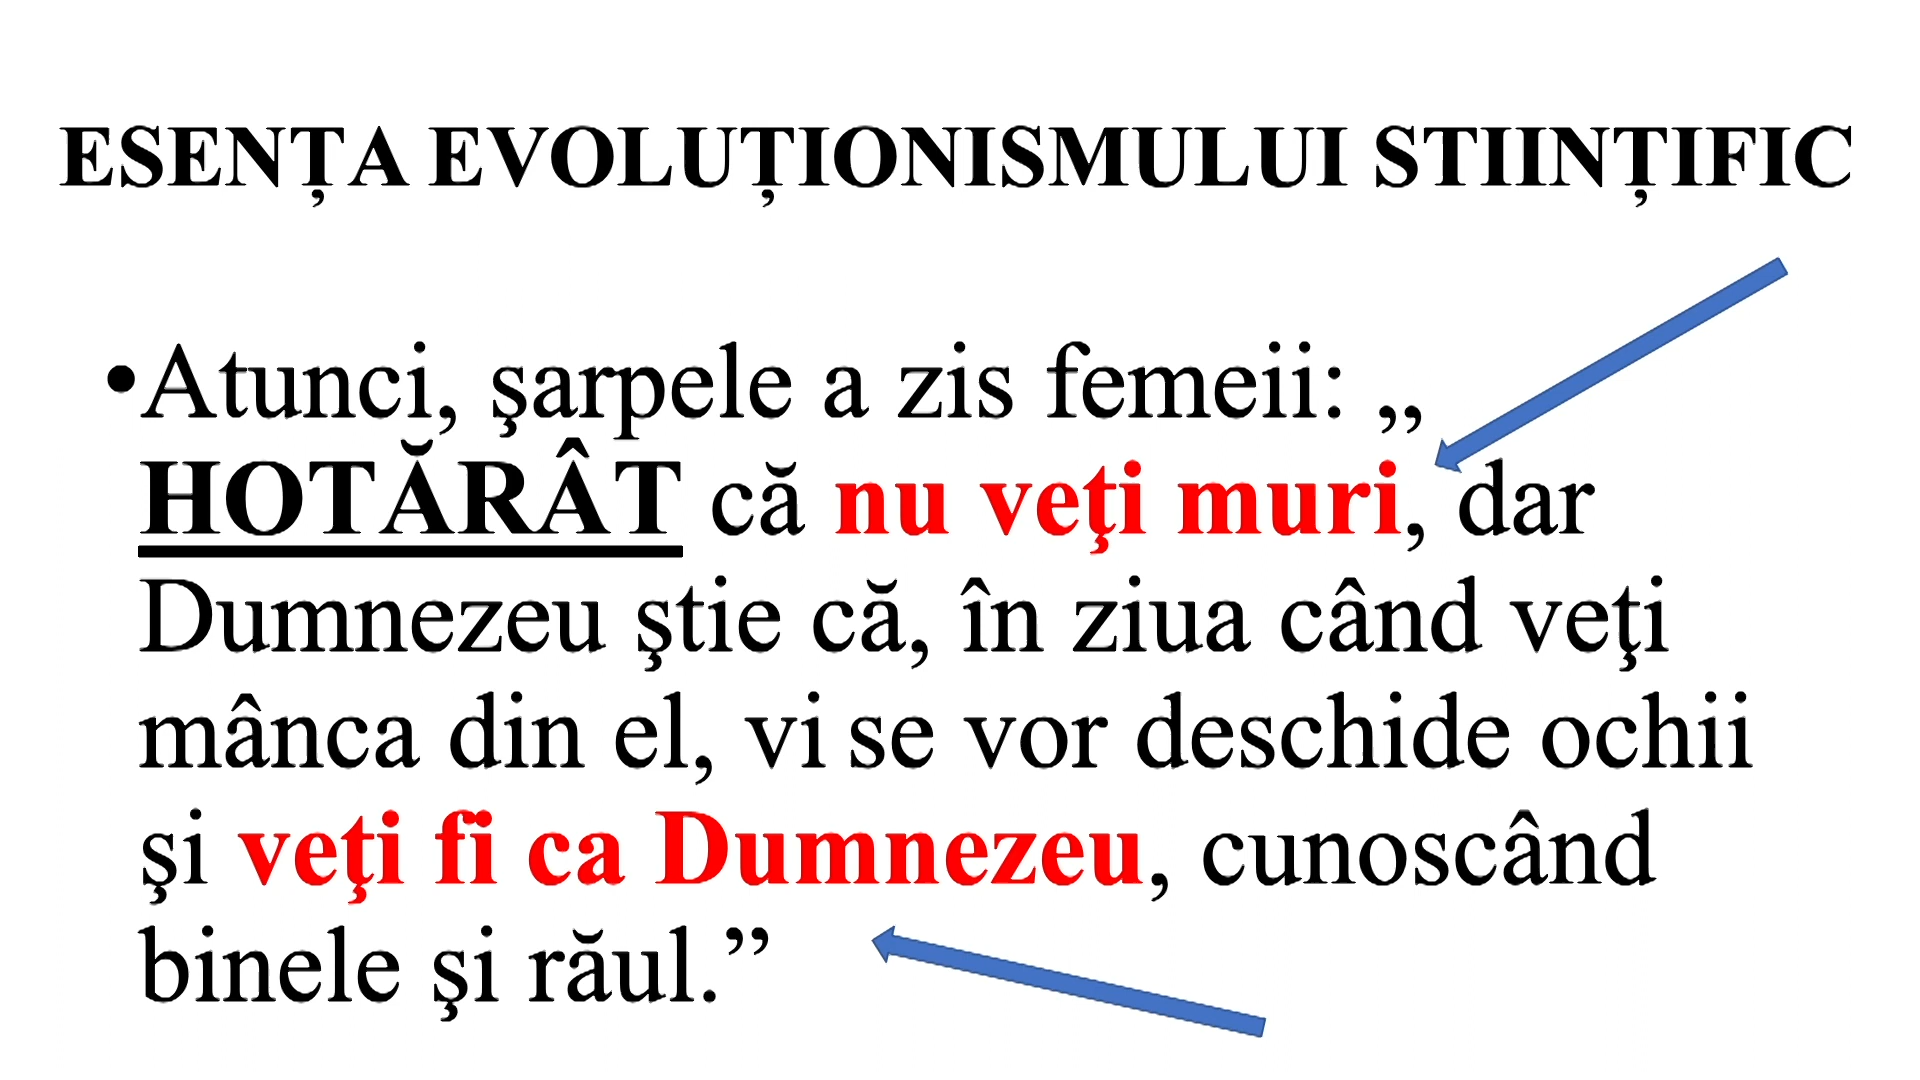 ESENȚA EVOLUȚIONISMULUI STIINȚIFIC
•Atunci, şarpele a zis femeii: „
HOTĂRÂT că nu veţi muri, dar
Dumnezeu ştie că, în ziua când veţi
mânca din el, vi se vor deschide ochii
şi veţi fi ca Dumnezeu, cunoscând
binele şi răul.”